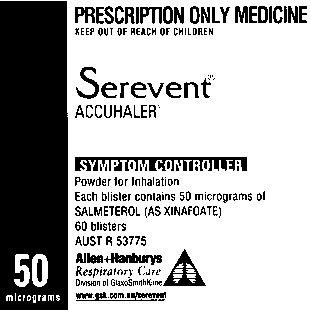 PRESCRIPTION ONLY MEDICINE
KEEP OUT OF REACH OF CHILDREN
Serevent®
ACCUHALER
SYMPTOM CONTROLLER
Powder for Inhalation
Each blister contains 50 micrograms of
SALMETEROL (AS XINAFOATE)
60 blisters
AUST R 53775
Allen+Hanburys
Respiratory Care
Division of GlaxoSmithKline
www.gsk.com.au/serevent
50
micrograms